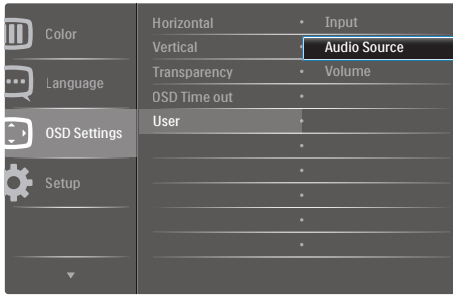 Color
Language
OSD Settings
Setup
Horizontal
Vertical
Transparency
OSD Time out
User
Input
Audio Source
Volume